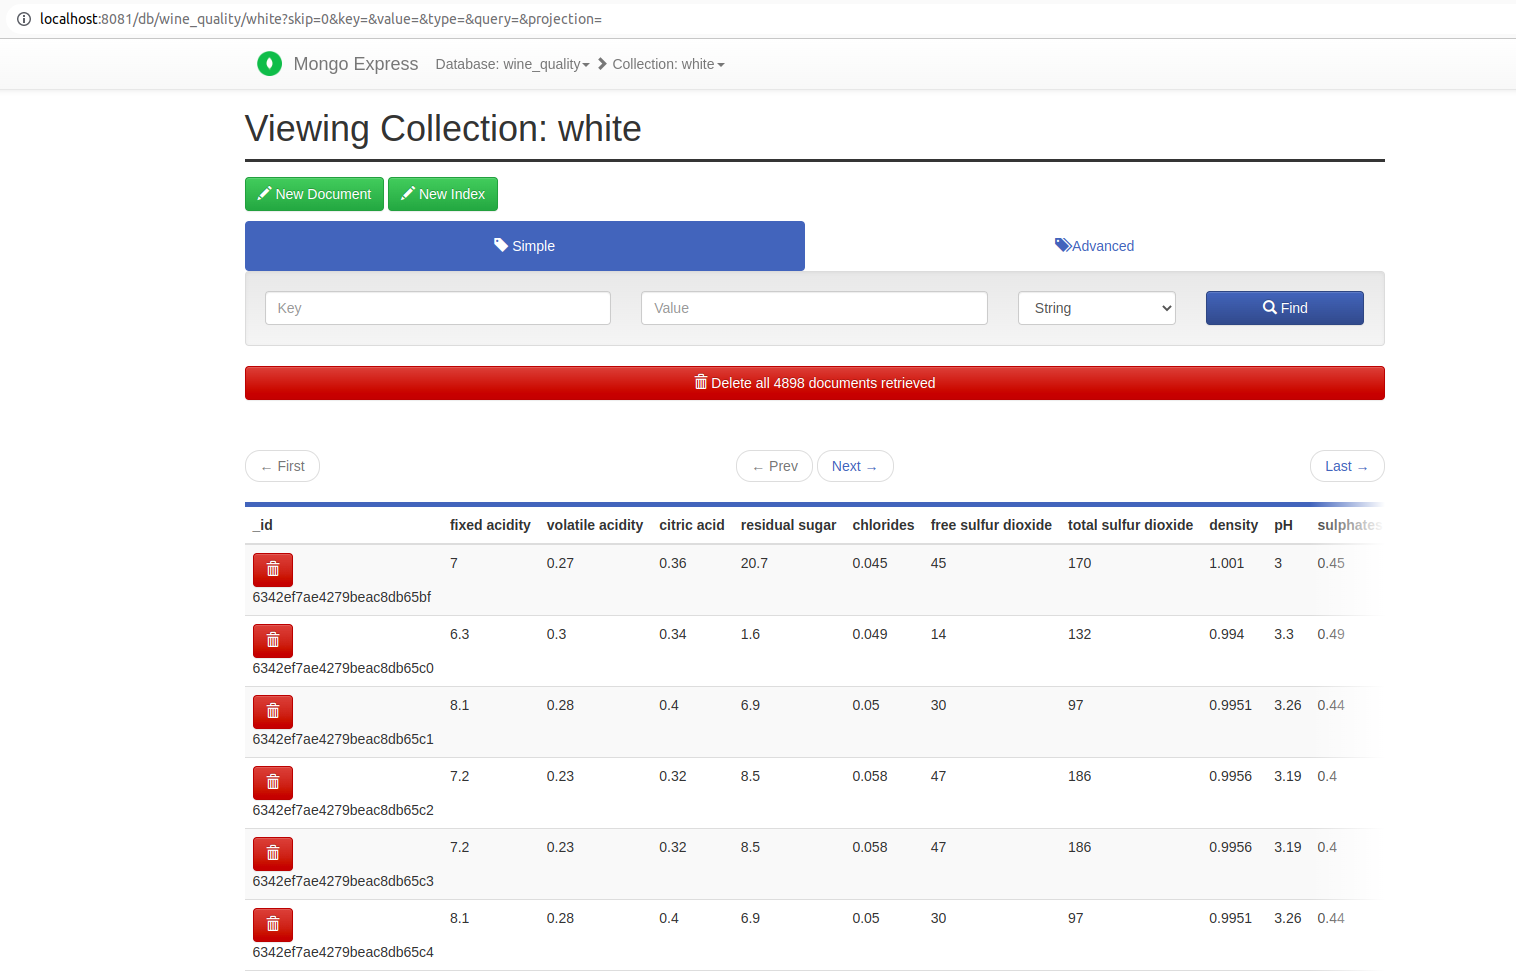 localhost:8081/db/wine_quality/white?skip=0&key=&value=&type=&query=&projection=
Mongo Express Database: wine_quality Collection: white
Viewing Collection: white
New Document New Index
Simple Advanced
Key Value String Find
Delete all 4898 documents retrieved
← First ← Prev Next → Last →
_id fixed acidity volatile acidity citric acid residual sugar chlorides free sulfur dioxide total sulfur dioxide density pH sulphates
7 0.27 0.36 20.7 0.045 45 170 1.001 3 0.45
6342ef7ae4279beac8db65bf
6.3 0.3 0.34 1.6 0.049 14 132 0.994 3.3 0.49
6342ef7ae4279beac8db65c0
8.1 0.28 0.4 6.9 0.05 30 97 0.9951 3.26 0.44
6342ef7ae4279beac8db65c1
7.2 0.23 0.32 8.5 0.058 47 186 0.9956 3.19 0.4
6342ef7ae4279beac8db65c2
7.2 0.23 0.32 8.5 0.058 47 186 0.9956 3.19 0.4
6342ef7ae4279beac8db65c3
8.1 0.28 0.4 6.9 0.05 30 97 0.9951 3.26 0.44
6342ef7ae4279beac8db65c4